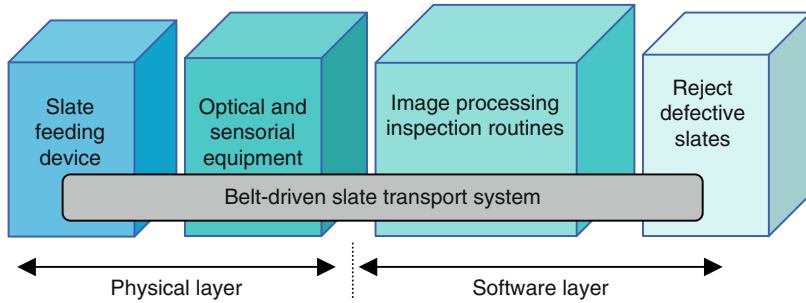 Slate
feeding
device
Optical and
sensorial
equipment
Image processing
inspection routines
Reject
defective
slates
Belt-driven slate transport system
Physical layer
Software layer